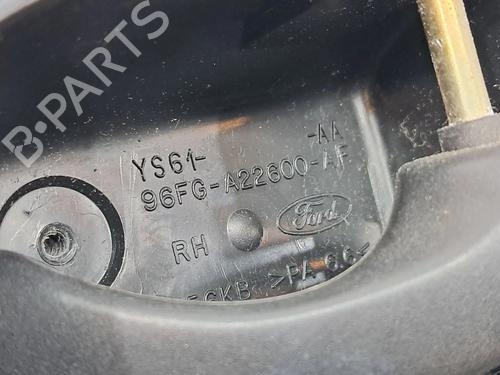 B-PARTS
YS61- -AA
96FG-A22600-AF
Ford
RH
>PA 66<